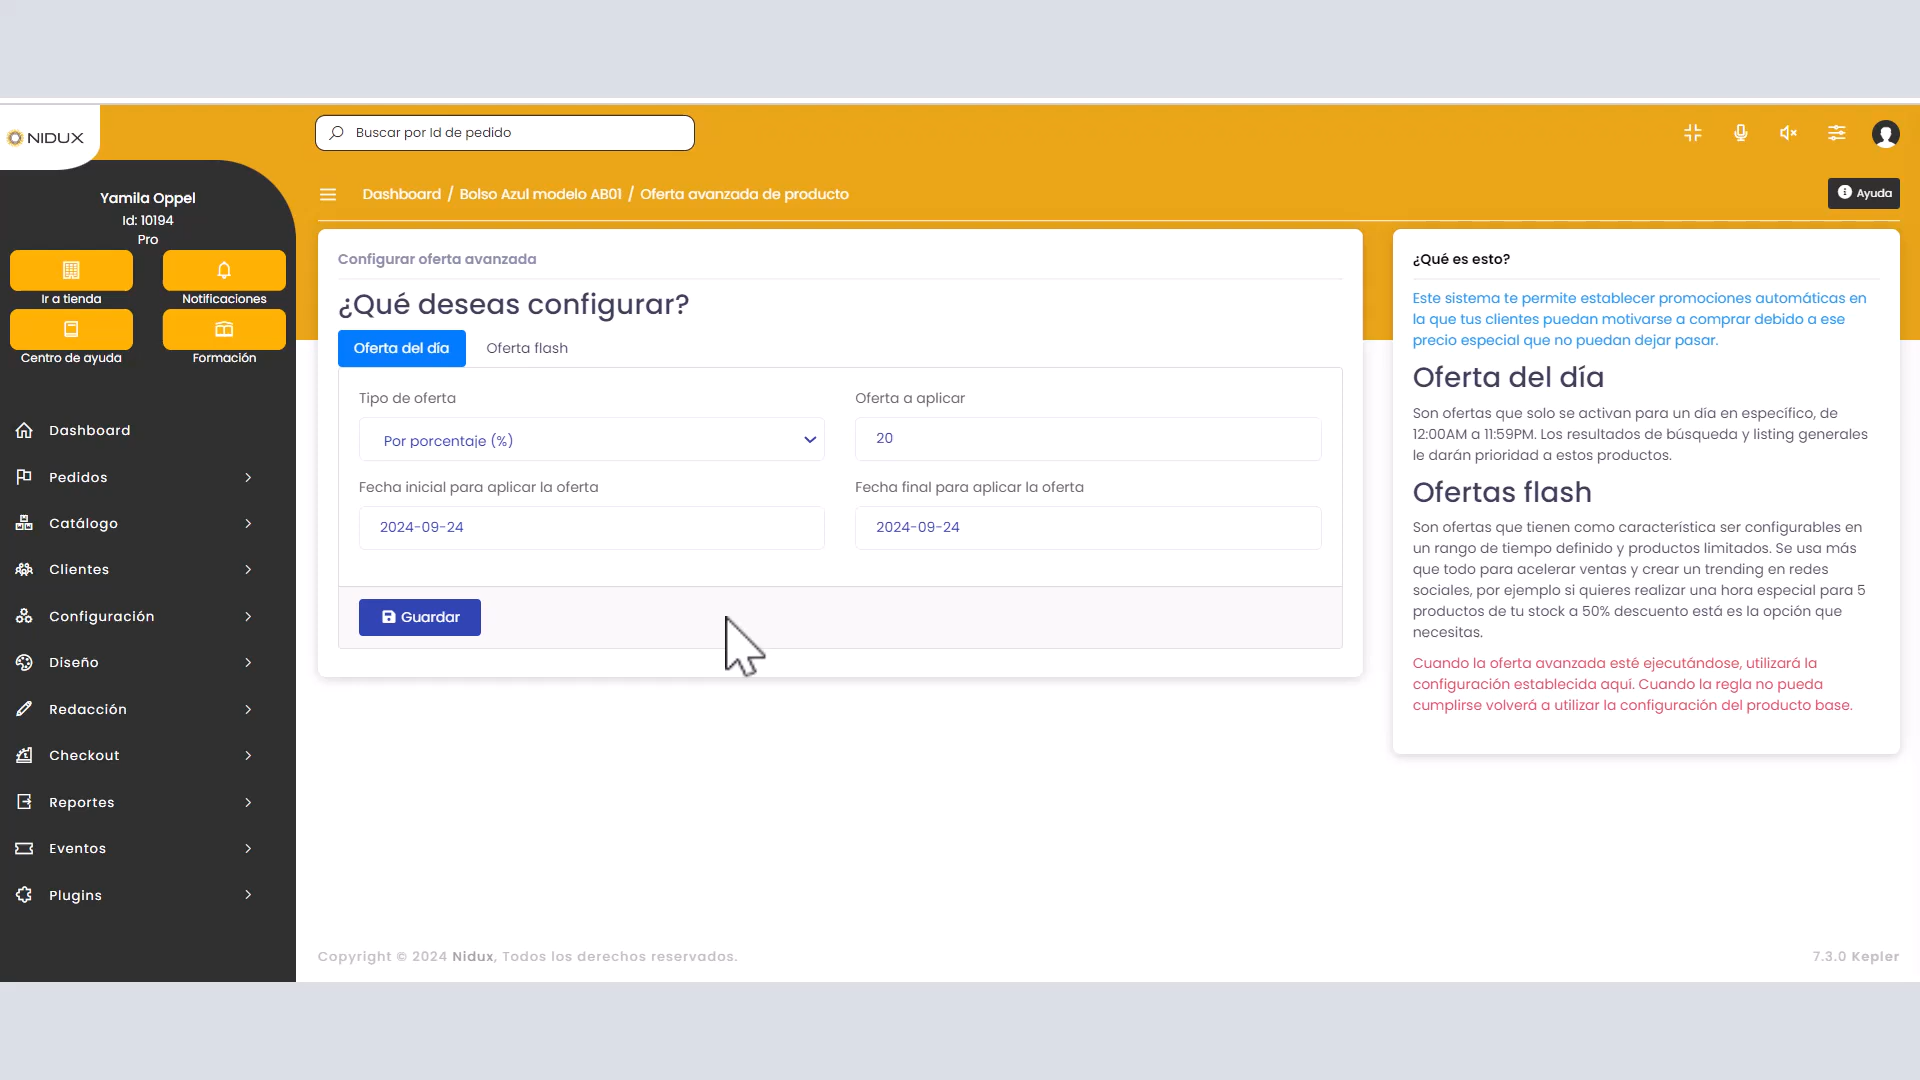 NIDUX
Buscar por Id de pedido
Yamila Oppel
Id: 10194
Pro
Ir a tienda
Notificaciones
Centro de ayuda
Formación
Dashboard
Pedidos
Catálogo
Clientes
Configuración
Diseño
Redacción
Checkout
Reportes
Eventos
Plugins
Dashboard / Bolso Azul modelo AB01 / Oferta avanzada de producto
Ayuda
Configurar oferta avanzada
¿Qué deseas configurar?
Oferta del día
Oferta flash
Tipo de oferta
Oferta a aplicar
Por porcentaje (%)
20
Fecha inicial para aplicar la oferta
Fecha final para aplicar la oferta
2024-09-24
2024-09-24
Guardar
¿Qué es esto?
Este sistema te permite establecer promociones automáticas en
la que tus clientes puedan motivarse a comprar debido a ese
precio especial que no puedan dejar pasar.
Oferta del día
Son ofertas que solo se activan para un día en específico, de
12:00AM a 11:59PM. Los resultados de búsqueda y listing generales
le darán prioridad a estos productos.
Ofertas flash
Son ofertas que tienen como característica ser configurables en
un rango de tiempo definido y productos limitados. Se usa más
que todo para acelerar ventas y crear un trending en redes
sociales, por ejemplo si quieres realizar una hora especial para 5
productos de tu stock a 50% descuento está es la opción que
necesitas.
Cuando la oferta avanzada esté ejecutándose, utilizará la
configuración establecida aquí. Cuando la regla no pueda
cumplirse volverá a utilizar la configuración del producto base.
Copyright © 2024 Nidux, Todos los derechos reservados.
7.3.0 Kepler